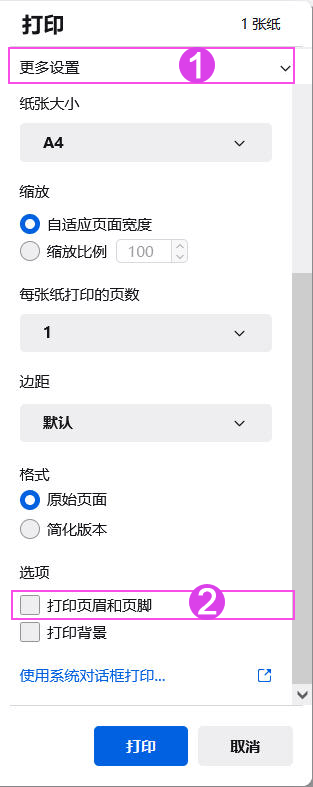 打印
1 张纸
更多设置
1
纸张大小
A4
缩放
自适应页面宽度
缩放比例 100
每张纸打印的页数
1
边距
默认
格式
原始页面
简化版本
选项
打印页眉和页脚
2
打印背景
使用系统对话框打印...
打印
取消